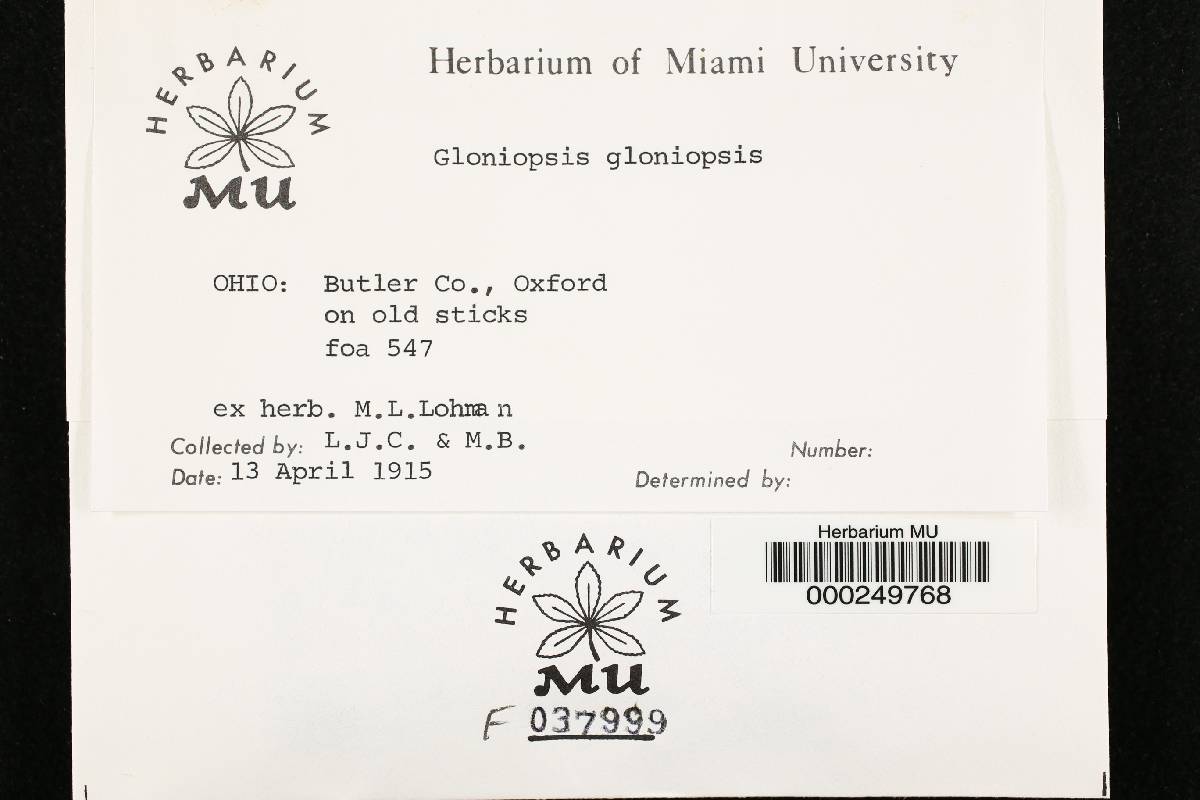 HERBARIUM
MU
Herbarium of Miami University
Gloniopsis gloniopsis
OHIO: Butler Co., Oxford
on old sticks
foa 547
ex herb. M.L.Lohman
Collected by: L.J.C. & M.B.
Number:
Date: 13 April 1915
Determined by:
HERBARIUM
MU
F 037999
Herbarium MU
000249768